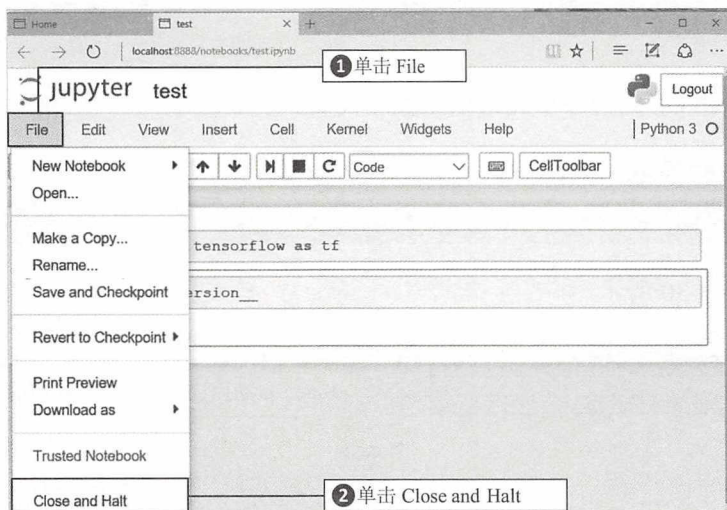 Home
test
localhost:8888/notebooks/test.ipynb
❶单击 File
jupyter test
Logout
File Edit View Insert Cell Kernel Widgets Help
Python 3
New Notebook
Code
CellToolbar
Open...
Make a Copy...
tensorflow as tf
Rename...
Save and Checkpoint
ersion__
Revert to Checkpoint
Print Preview
Download as
Trusted Notebook
Close and Halt
❷单击 Close and Halt